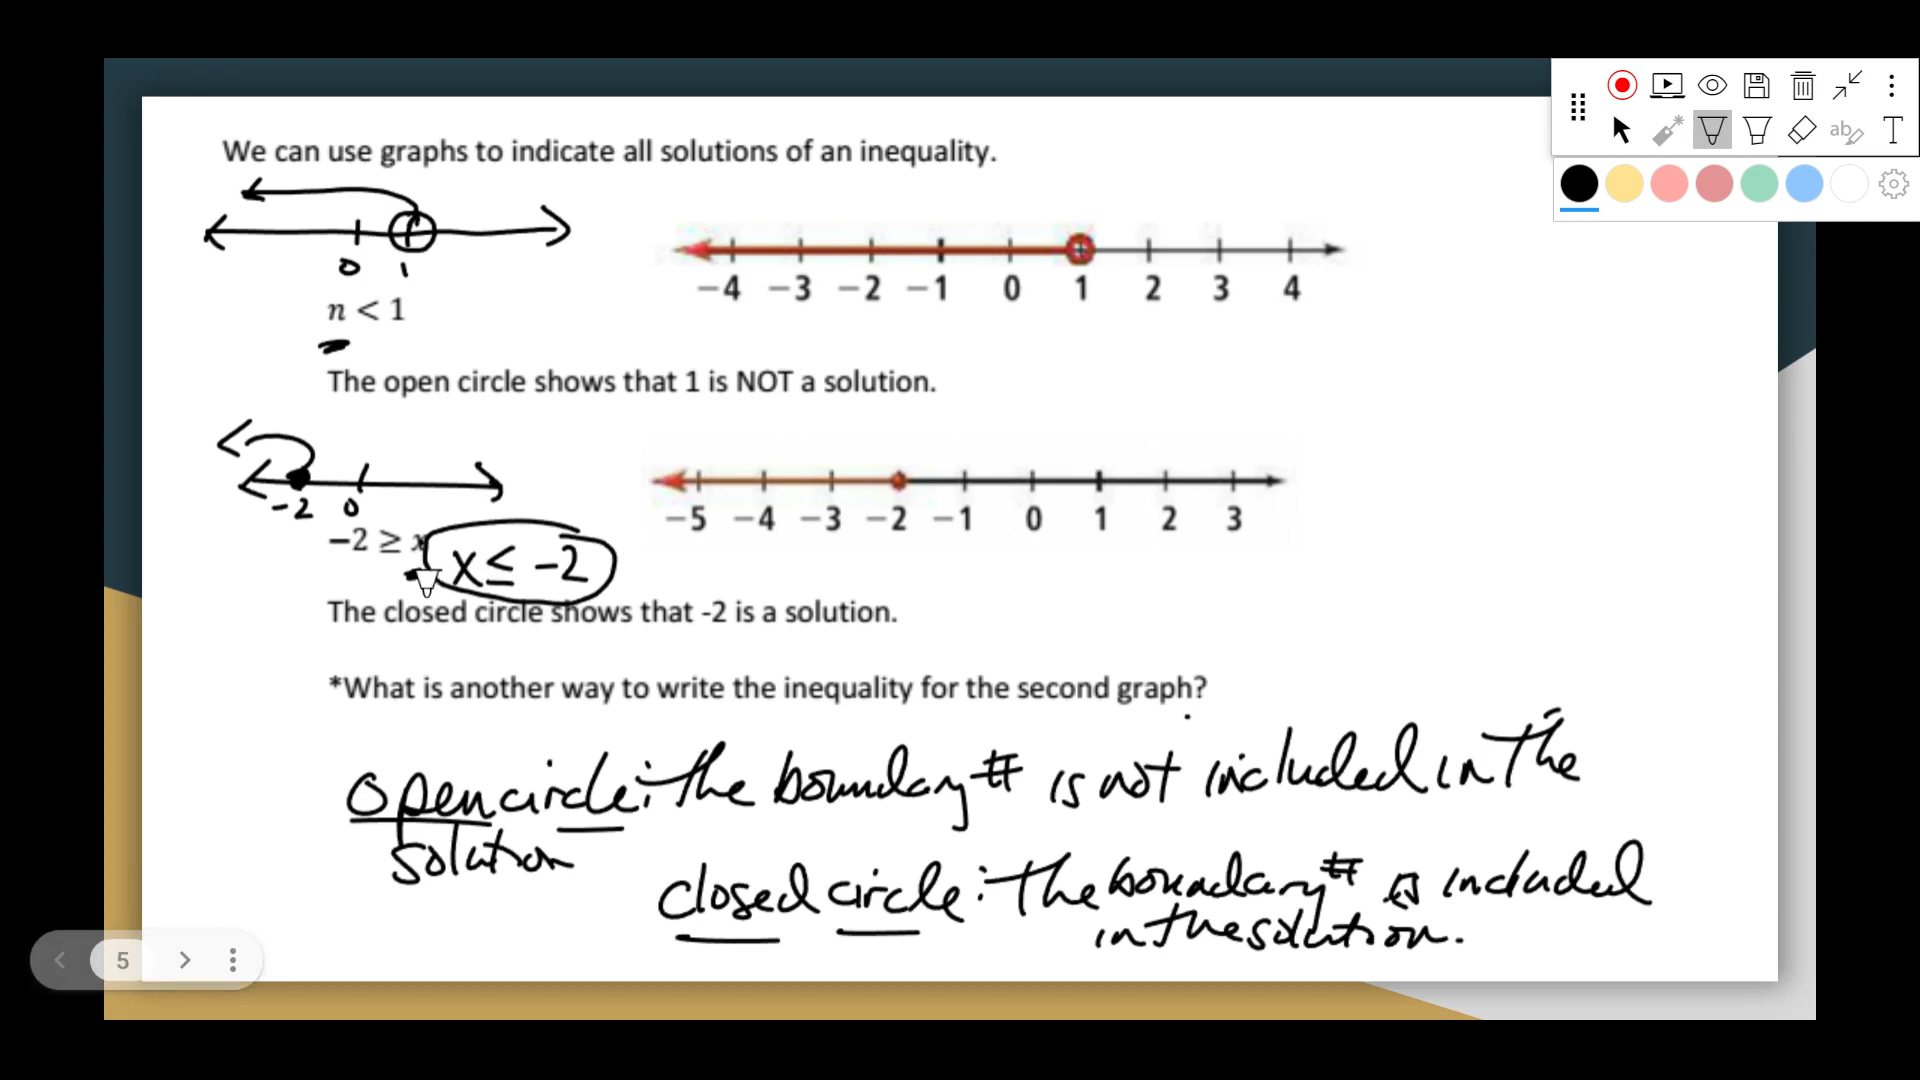 We can use graphs to indicate all solutions of an inequality.
0 1
−4 −3 −2 −1 0 1 2 3 4
n < 1
The open circle shows that 1 is NOT a solution.
-2 0
−5 −4 −3 −2 −1 0 1 2 3
−2 ≥ x
x ≤ -2
The closed circle shows that -2 is a solution.
*What is another way to write the inequality for the second graph?
open circle: the boundary # is not included in the
solution
closed circle: the boundary # is included
in the solution.
5
ab
T